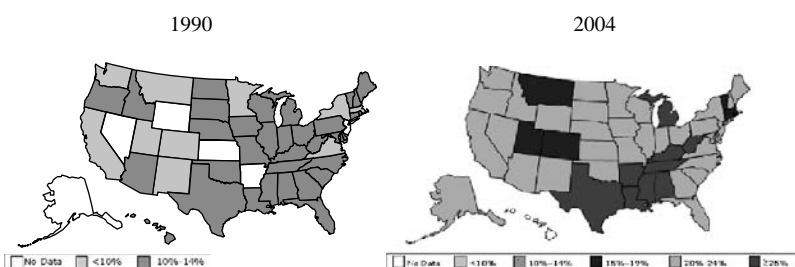 1990
2004
No Data <10% 10%-14%
No Data <10% 10%-14% 15%-19% 20%-24% ≥25%